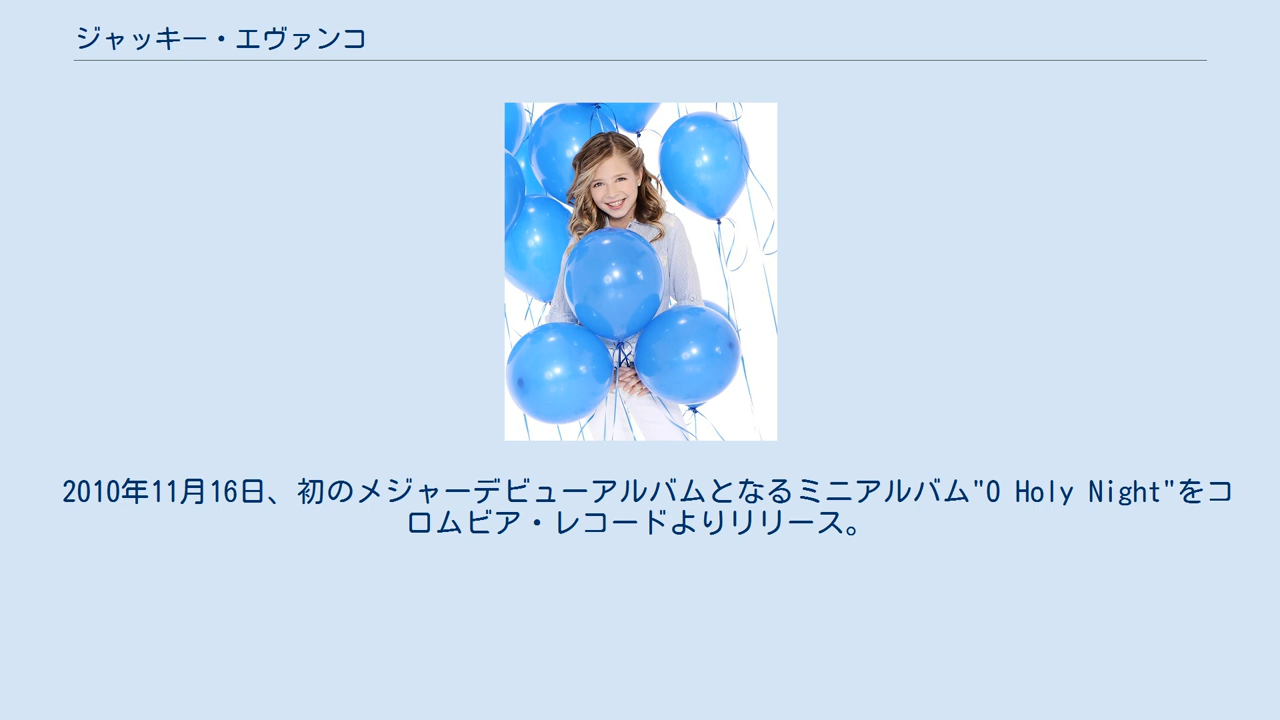 ジャッキー・エヴァンコ
2010年11月16日、初のメジャーデビューアルバムとなるミニアルバム"O Holy Night"をコ
ロムビア・レコードよりリリース。